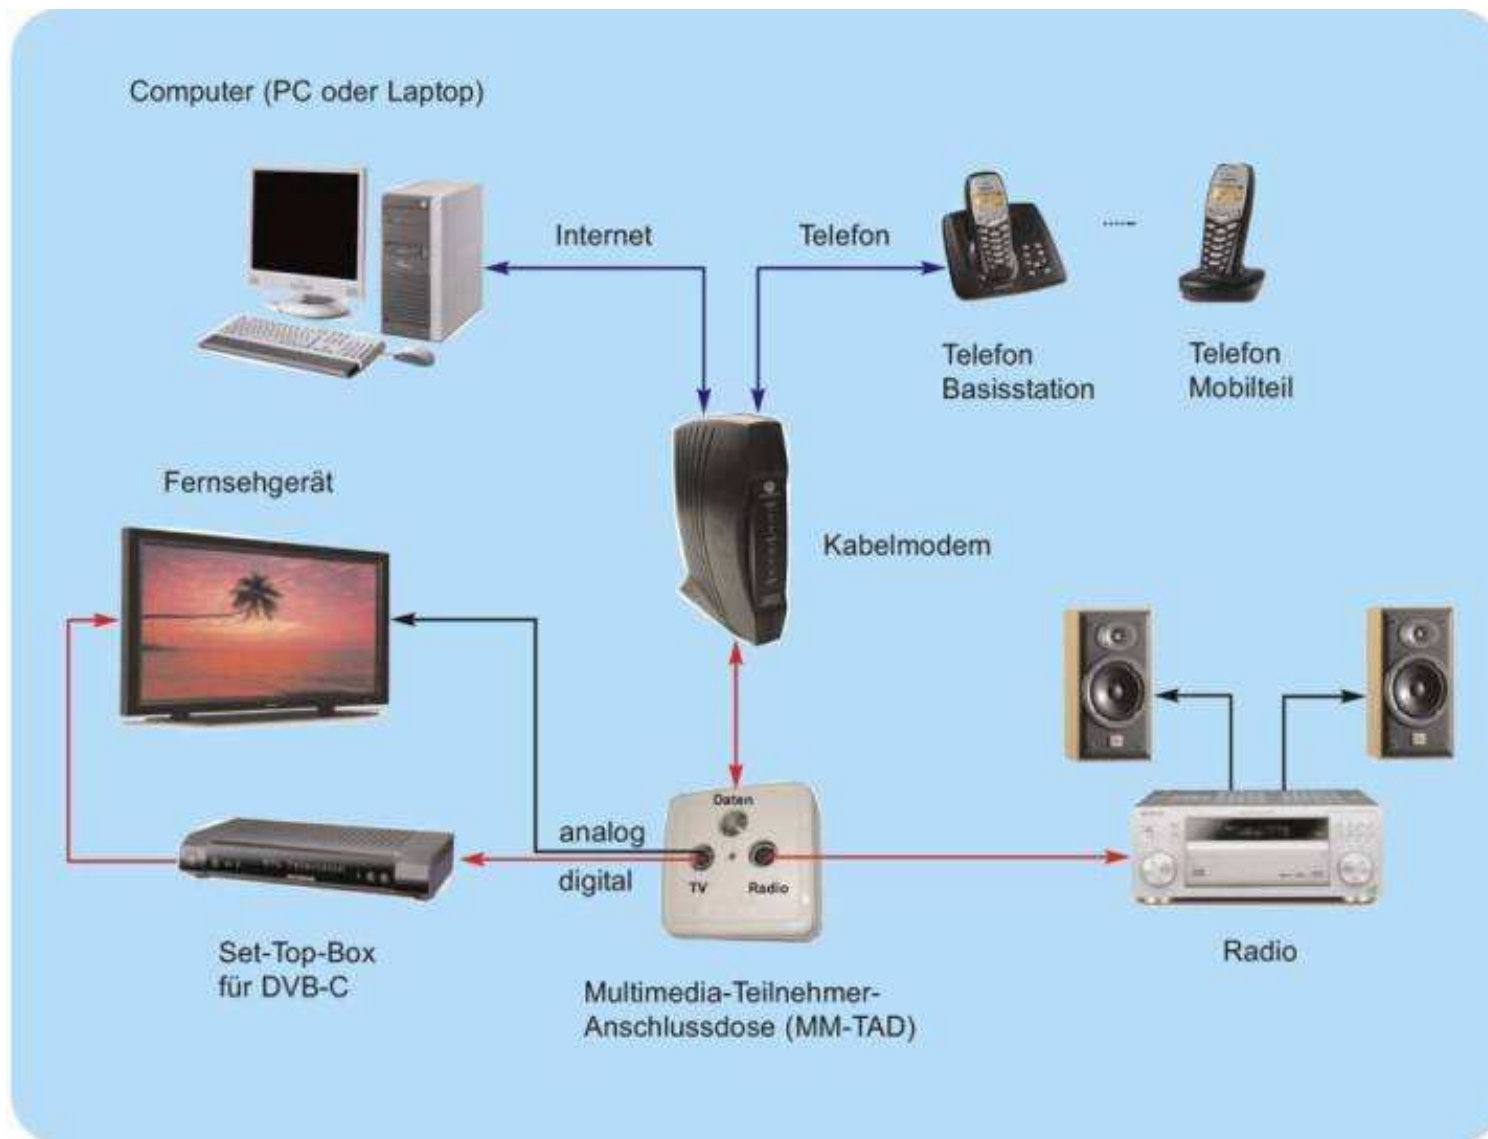 Computer (PC oder Laptop)
Internet
Telefon
Telefon
Basisstation
Telefon
Mobilteil
Fernsehgerät
Kabelmodem
Daten
analog
digital
TV
Radio
Set-Top-Box
für DVB-C
Radio
Multimedia-Teilnehmer-
Anschlussdose (MM-TAD)